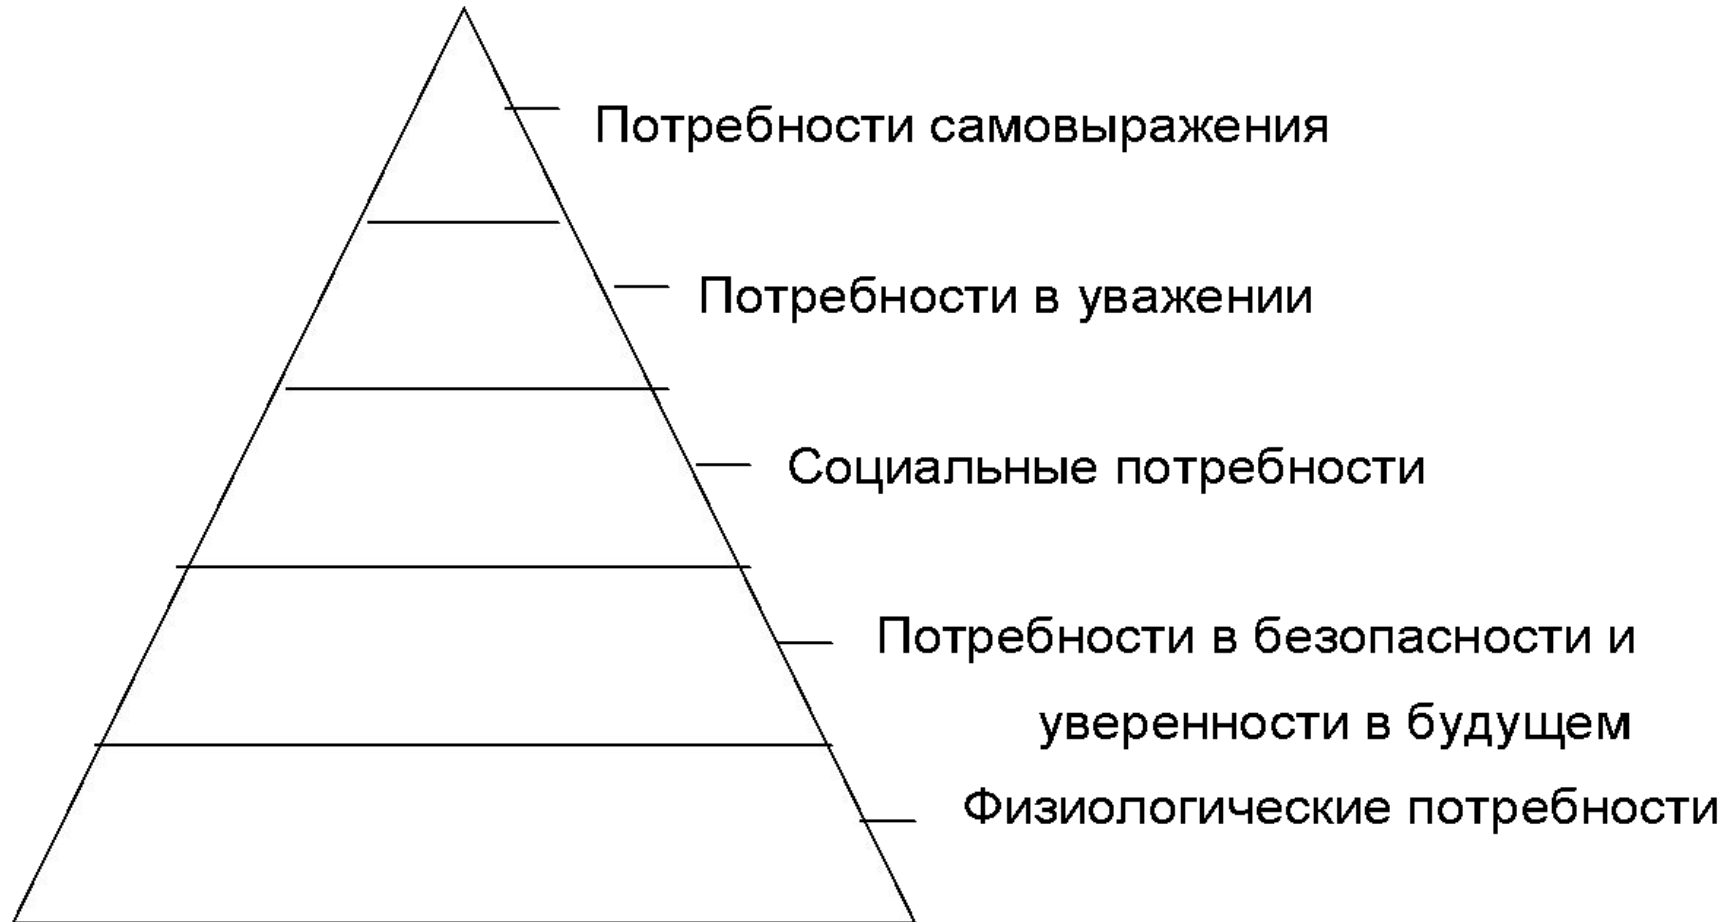 Потребности самовыражения
Потребности в уважении
Социальные потребности
Потребности в безопасности и
уверенности в будущем
Физиологические потребности